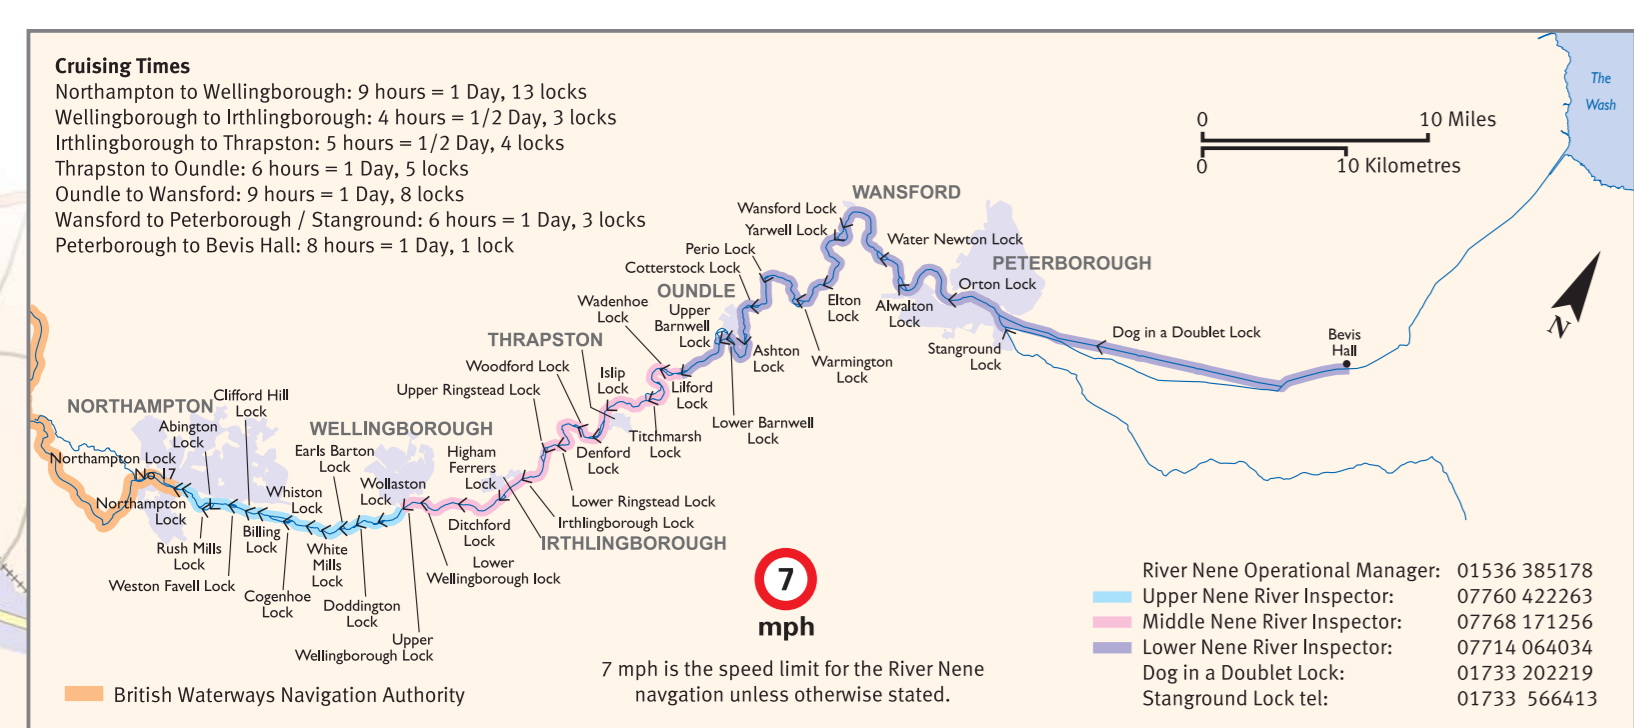 Cruising Times
Northampton to Wellingborough: 9 hours = 1 Day, 13 locks
Wellingborough to Irthlingborough: 4 hours = 1/2 Day, 3 locks
Irthlingborough to Thrapston: 5 hours = 1/2 Day, 4 locks
Thrapston to Oundle: 6 hours = 1 Day, 5 locks
Oundle to Wansford: 9 hours = 1 Day, 8 locks
Wansford to Peterborough / Stanground: 6 hours = 1 Day, 3 locks
Peterborough to Bevis Hall: 8 hours = 1 Day, 1 lock
The
Wash
0
10 Miles
0
10 Kilometres
N
WANSFORD
Wansford Lock
Yarwell Lock
Perio Lock
Cotterstock Lock
OUNDLE
Water Newton Lock
PETERBOROUGH
Orton Lock
Wadenhoe
Lock
Upper
Barnwell
Lock
Elton
Lock
Alwalton
Lock
Dog in a Doublet Lock
Bevis
Hall
Stanground
Lock
THRAPSTON
Woodford Lock
Ashton
Lock
Warmington
Lock
Islip
Lock
Upper Ringstead Lock
Lilford
Lock
Lower Barnwell
Lock
Titchmarsh
Lock
Denford
Lock
NORTHAMPTON
Clifford Hill
Lock
Abington
Lock
WELLINGBOROUGH
Earls Barton
Lock
Higham
Ferrers
Lock
Northampton Lock
No 17
Wollaston
Lock
Whiston
Lock
Northampton
Lock
Lower Ringstead Lock
Irthlingborough Lock
IRTHLINGBOROUGH
Ditchford
Lock
Billing
Lock
Rush Mills
Lock
White
Mills
Lock
Lower
Wellingborough lock
Weston Favell Lock
Cogenhoe
Lock
Doddington
Lock
Upper
Wellingborough Lock
British Waterways Navigation Authority
7
mph
7 mph is the speed limit for the River Nene
navgation unless otherwise stated.
River Nene Operational Manager: 01536 385178
Upper Nene River Inspector: 07760 422263
Middle Nene River Inspector: 07768 171256
Lower Nene River Inspector: 07714 064034
Dog in a Doublet Lock: 01733 202219
Stanground Lock tel: 01733 566413